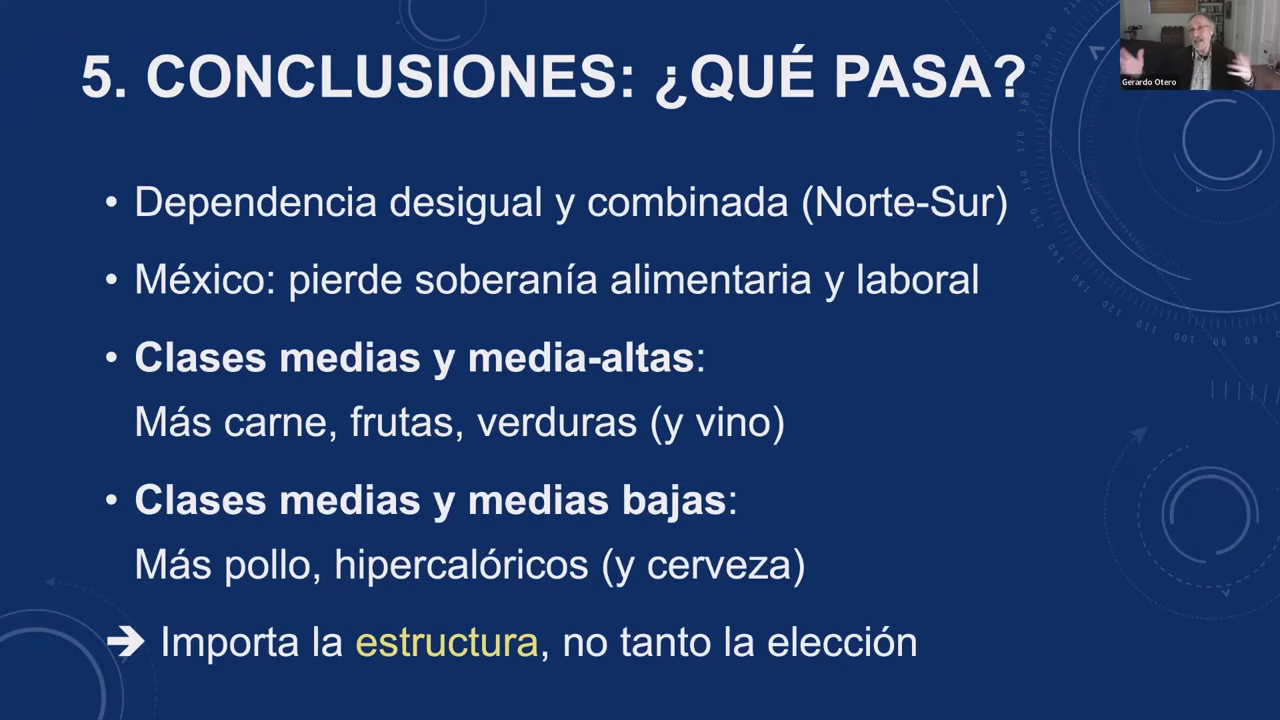 5. CONCLUSIONES: ¿QUÉ PASA?
Gerardo Otero
• Dependencia desigual y combinada (Norte-Sur)
• México: pierde soberanía alimentaria y laboral
• Clases medias y media-altas:
Más carne, frutas, verduras (y vino)
• Clases medias y medias bajas:
Más pollo, hipercalóricos (y cerveza)
➔ Importa la estructura, no tanto la elección